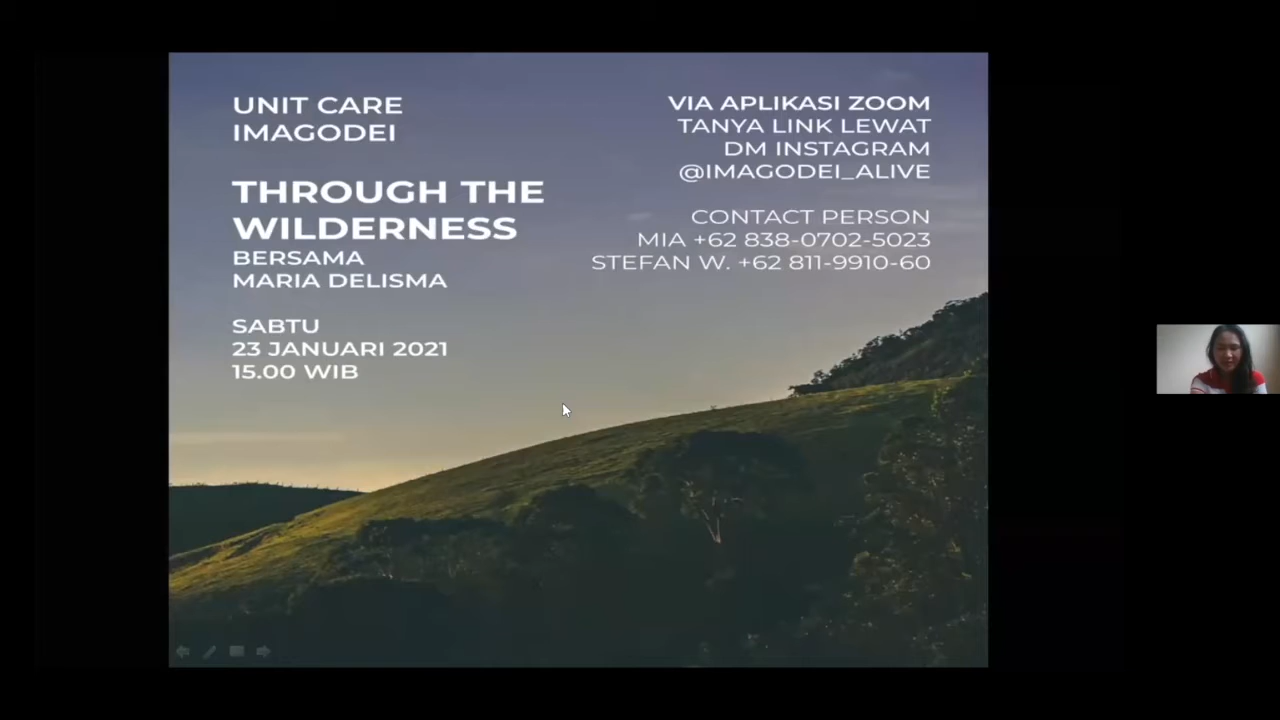 UNIT CARE
IMAGODEI
THROUGH THE
WILDERNESS
BERSAMA
MARIA DELISMA
SABTU
23 JANUARI 2021
15.00 WIB
VIA APLIKASI ZOOM
TANYA LINK LEWAT
DM INSTAGRAM
@IMAGODEI_ALIVE
CONTACT PERSON
MIA +62 838-0702-5023
STEFAN W. +62 811-9910-60